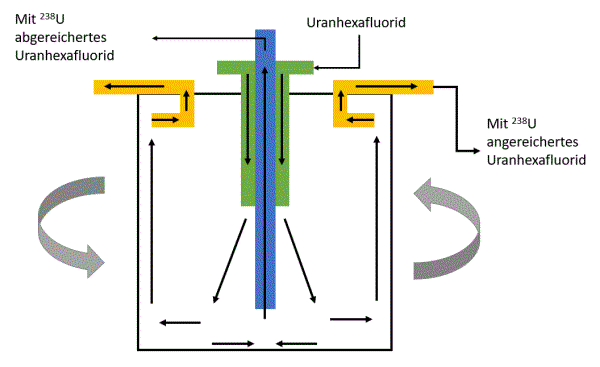 Mit ²³⁸U
abgereichertes
Uranhexafluorid
Uranhexafluorid
Mit ²³⁸U
angereichertes
Uranhexafluorid